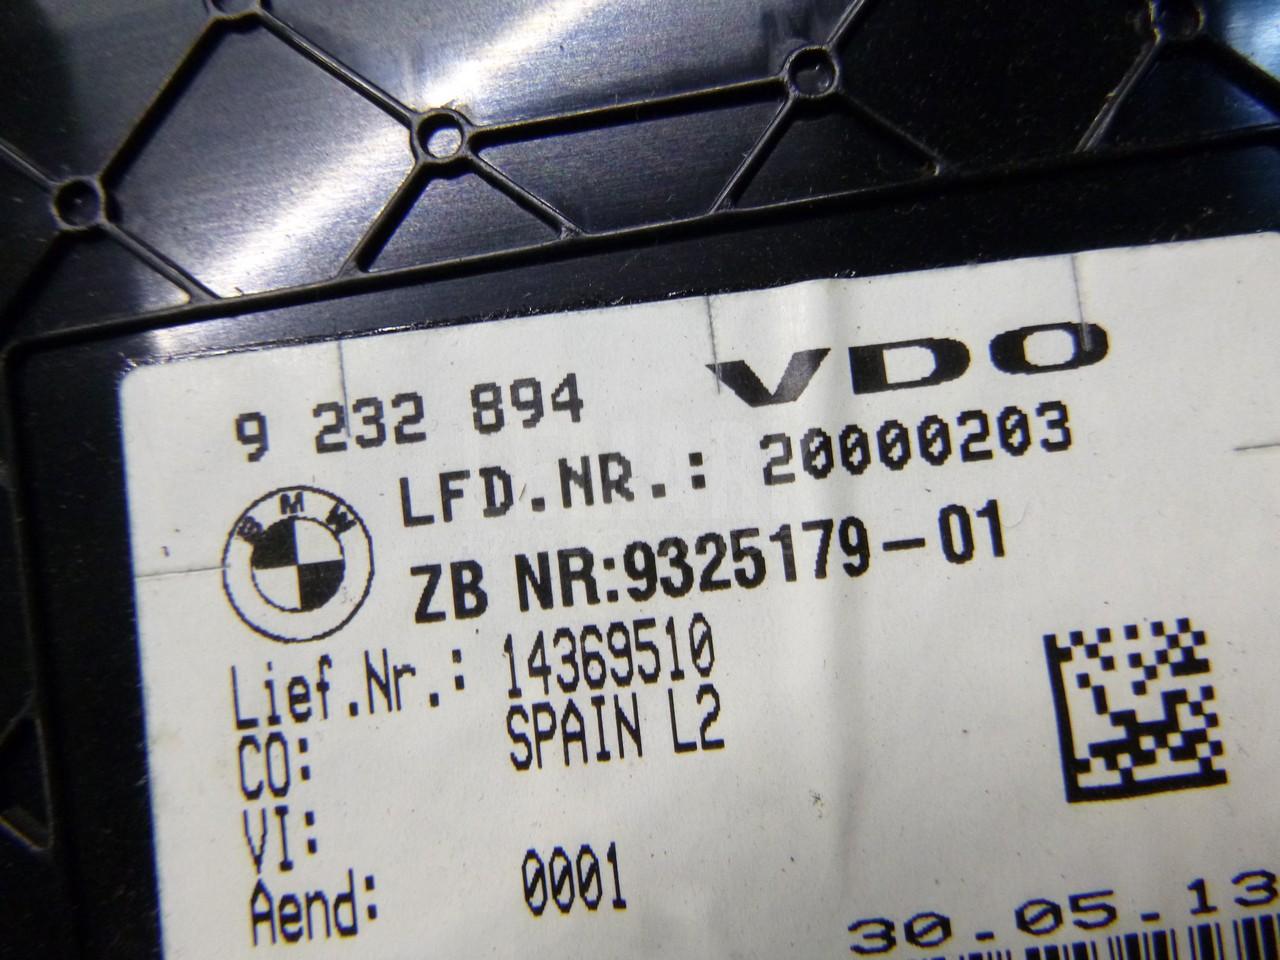 9 232 894 VDO
LFD.NR.: 20000203
BMW
ZB NR:9325179-01
Lief.Nr.: 14369510
CO: SPAIN L2
VI:
Aend: 0001
30.05.13